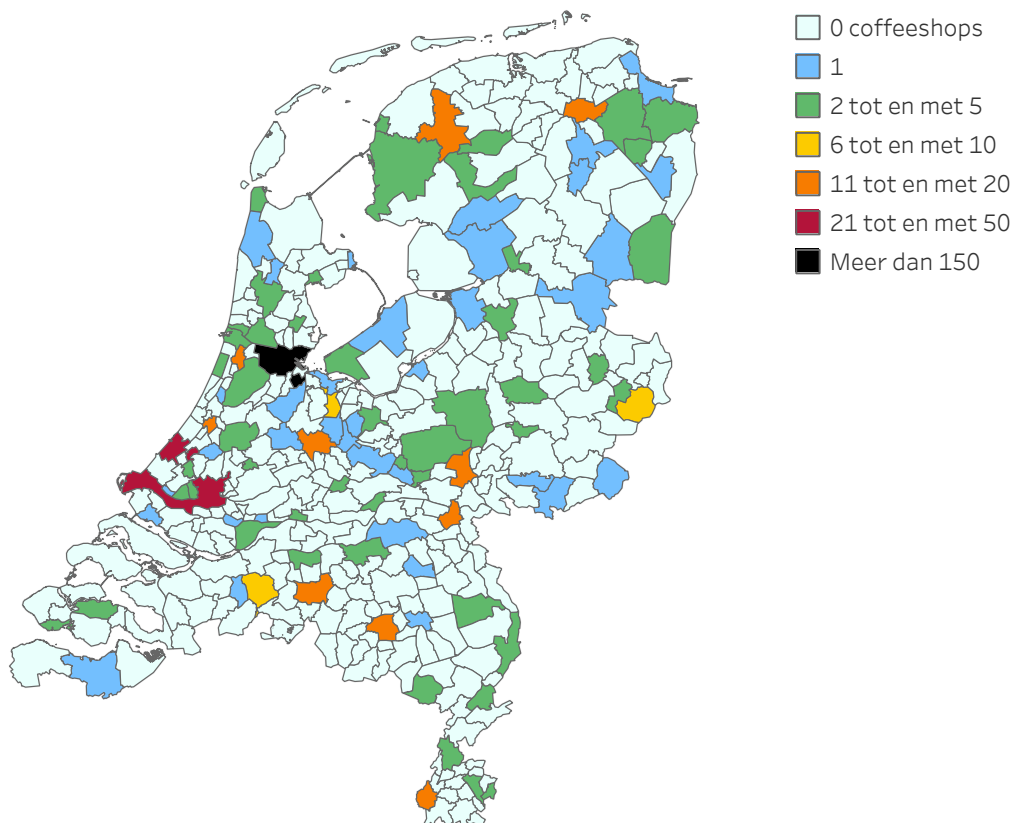 0 coffeeshops
1
2 tot en met 5
6 tot en met 10
11 tot en met 20
21 tot en met 50
Meer dan 150